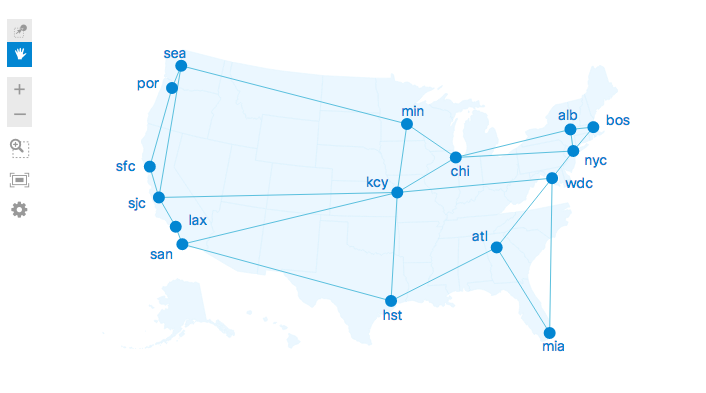 sea
por
min
alb
bos
sfc
chi
nyc
kcy
wdc
sjc
lax
san
atl
hst
mia